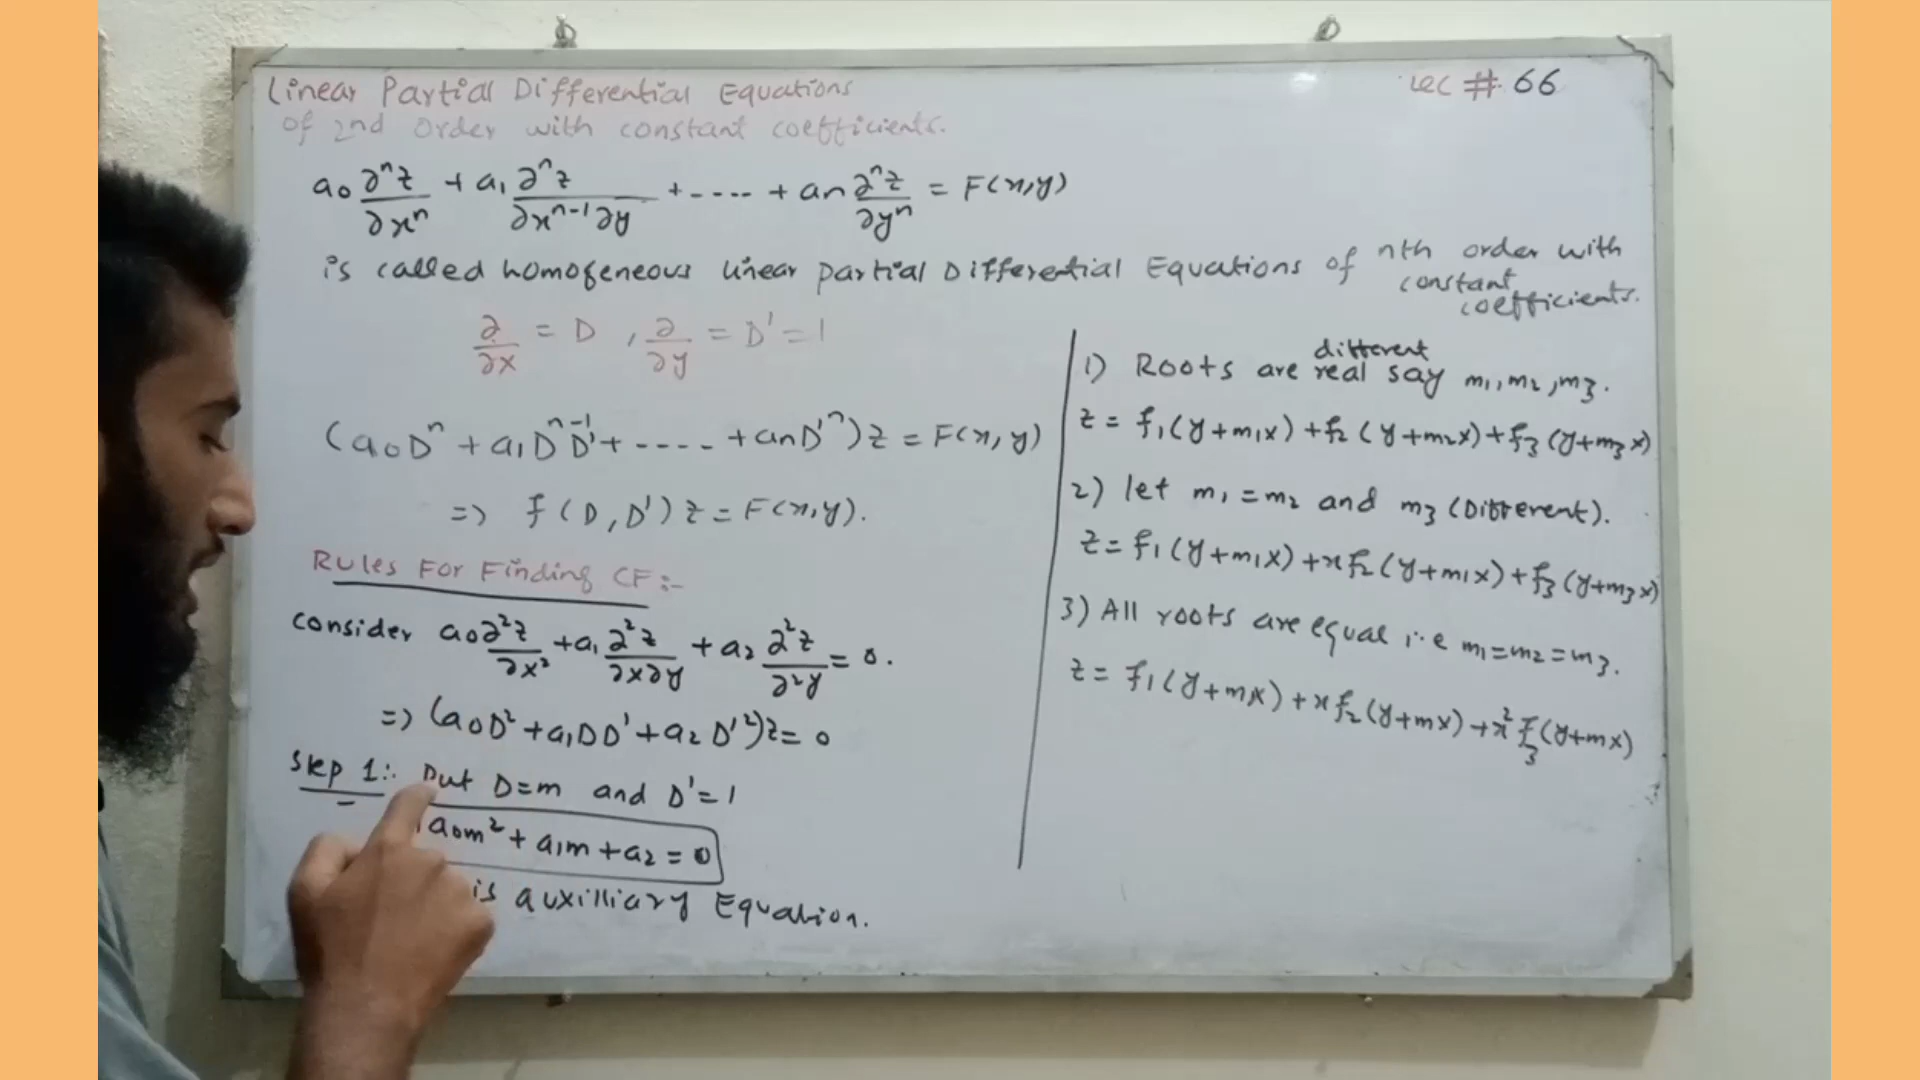 Linear Partial Differential Equations
of 2nd order with constant coefficients.
Lec # 66
a0 ∂ⁿz/∂xⁿ + a1 ∂ⁿz/∂xⁿ⁻¹∂y + ---- + an ∂ⁿz/∂yⁿ = F(x,y)
is called homogeneous linear partial Differential Equations of nth order with
constant
coefficients.
∂/∂x = D , ∂/∂y = D' = 1
(a0Dⁿ + a1Dⁿ⁻¹D' + ---- + anD'ⁿ)z = F(x,y)
=> f(D,D')z = F(x,y).
Rules For Finding CF:-
consider a0 ∂²z/∂x² + a1 ∂²z/∂x∂y + a2 ∂²z/∂²y = 0.
=> (a0D² + a1DD' + a2D'²)z = 0
Step 1:. Put D=m and D'=1
a0m² + a1m + a2 = 0
is auxilliary Equation.
different
1) Roots are real say m1,m2,m3.
z = f1(y+m1x) + f2(y+m2x) + f3(y+m3x)
2) let m1=m2 and m3 (Different).
z = f1(y+m1x) + xf2(y+m1x) + f3(y+m3x)
3) All roots are equal i.e m1=m2=m3.
z = f1(y+m1x) + xf2(y+mx) + x²f3(y+mx)